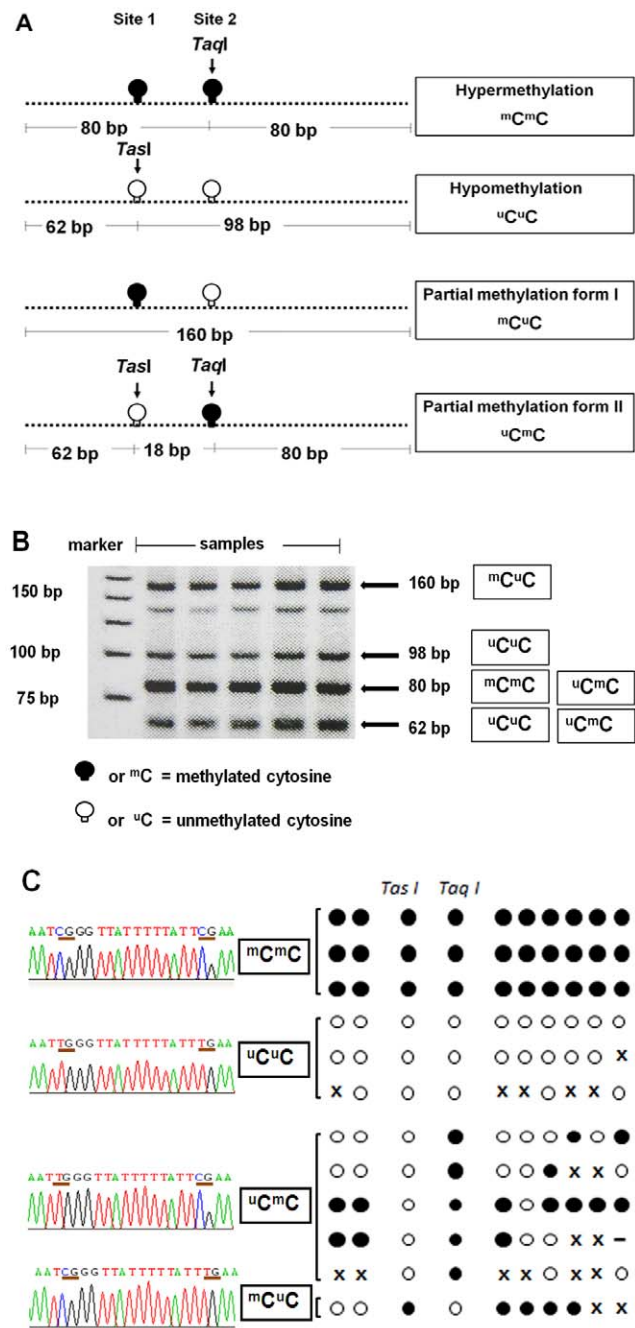 A
Site 1 Site 2
TaqI
Hypermethylation
ᵐCᵐC
80 bp 80 bp
TasI
Hypomethylation
ᵘCᵘC
62 bp 98 bp
Partial methylation form I
ᵐCᵘC
160 bp
TasI TaqI
Partial methylation form II
ᵘCᵐC
62 bp 18 bp 80 bp
B
marker samples
150 bp
100 bp
75 bp
160 bp ᵐCᵘC
98 bp ᵘCᵘC
80 bp ᵐCᵐC ᵘCᵐC
62 bp ᵘCᵘC ᵘCᵐC
or ᵐC = methylated cytosine
or ᵘC = unmethylated cytosine
C
Tas I Taq I
AATCGGGTTATTTTTATTCGAA
ᵐCᵐC
AATTGGGTTATTTTTATTTGAA
ᵘCᵘC
x
x x x x x
AATTGGGTTATTTTTATTCGAA
ᵘCᵐC
x x
x x –
x x x x x x
AATCGGGTTATTTTTATTTGAA
ᵐCᵘC
x x